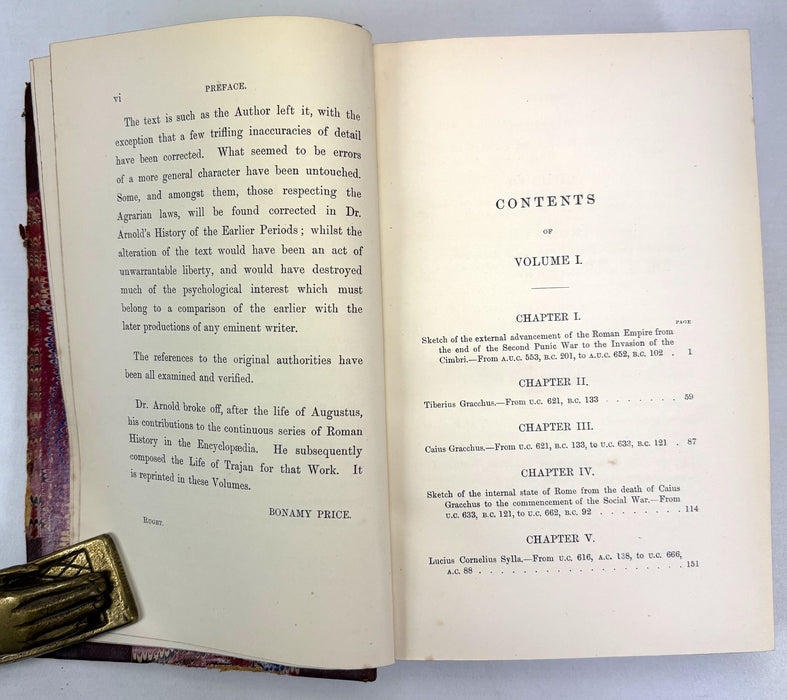 vi
PREFACE.
The text is such as the Author left it, with the
exception that a few trifling inaccuracies of detail
have been corrected. What seemed to be errors
of a more general character have been untouched.
Some, and amongst them, those respecting the
Agrarian laws, will be found corrected in Dr.
Arnold's History of the Earlier Periods; whilst the
alteration of the text would have been an act of
unwarrantable liberty, and would have destroyed
much of the psychological interest which must
belong to a comparison of the earlier with the
later productions of any eminent writer.
The references to the original authorities have
been all examined and verified.
Dr. Arnold broke off, after the life of Augustus,
his contributions to the continuous series of Roman
History in the Encyclopædia. He subsequently
composed the Life of Trajan for that Work. It
is reprinted in these Volumes.
BONAMY PRICE.
RUGBY.
CONTENTS
OF
VOLUME I.
CHAPTER I.
PAGE
Sketch of the external advancement of the Roman Empire from
the end of the Second Punic War to the Invasion of the
Cimbri.—From A.U.C. 553, B.C. 201, to A.U.C. 652, B.C. 102 . 1
CHAPTER II.
Tiberius Gracchus.—From U.C. 621, B.C. 133 . . . . . . . . 59
CHAPTER III.
Caius Gracchus.—From U.C. 621, B.C. 133, to U.C. 633, B.C. 121 . 87
CHAPTER IV.
Sketch of the internal state of Rome from the death of Caius
Gracchus to the commencement of the Social War.—From
U.C. 633, B.C. 121, to U.C. 662, B.C. 92 . . . . . . . . 114
CHAPTER V.
Lucius Cornelius Sylla.—From U.C. 616, A.C. 138, to U.C. 666,
A.C. 88 . . . . . . . . . . . . . . . . . . 151